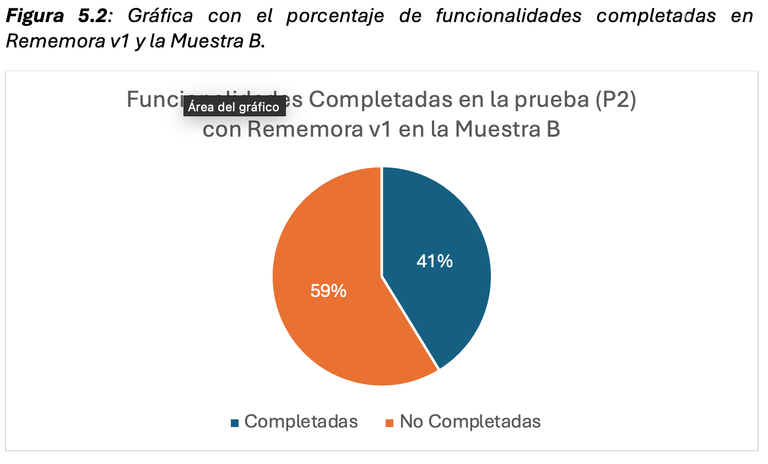 Figura 5.2: Gráfica con el porcentaje de funcionalidades completadas en
Rememora v1 y la Muestra B.
Funcionalidades Completadas en la prueba (P2)
Área del gráfico
con Rememora v1 en la Muestra B
41%
59%
Completadas
No Completadas